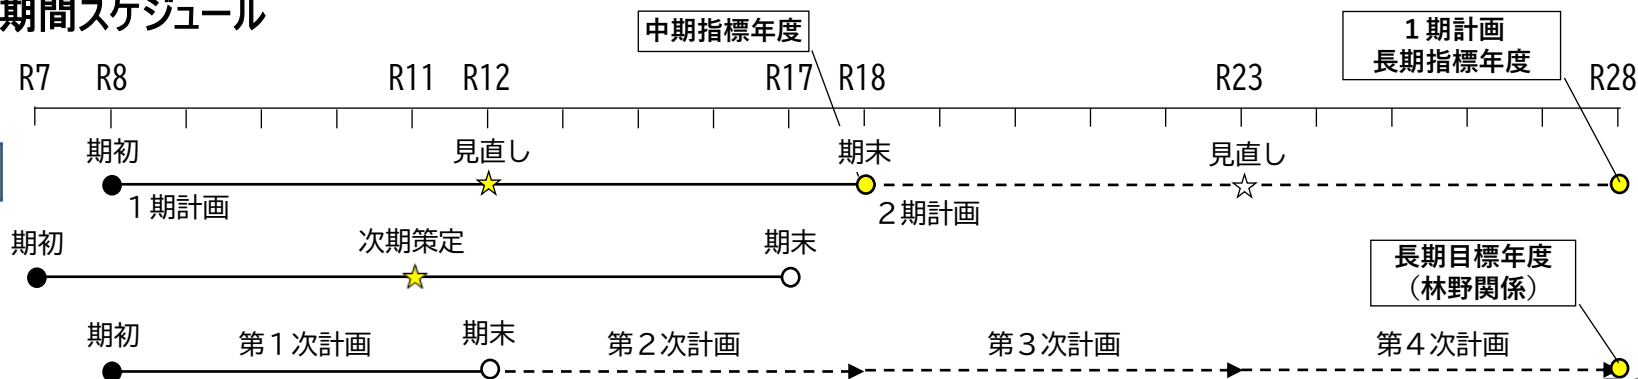 期間スケジュール
中期指標年度
１期計画
長期指標年度
R7 R8 R11 R12 R17 R18 R23 R28
期初 見直し 期末 見直し
１期計画 ２期計画
期初 次期策定 期末
長期目標年度
（林野関係）
期初 第１次計画 期末 第２次計画 第３次計画 第４次計画